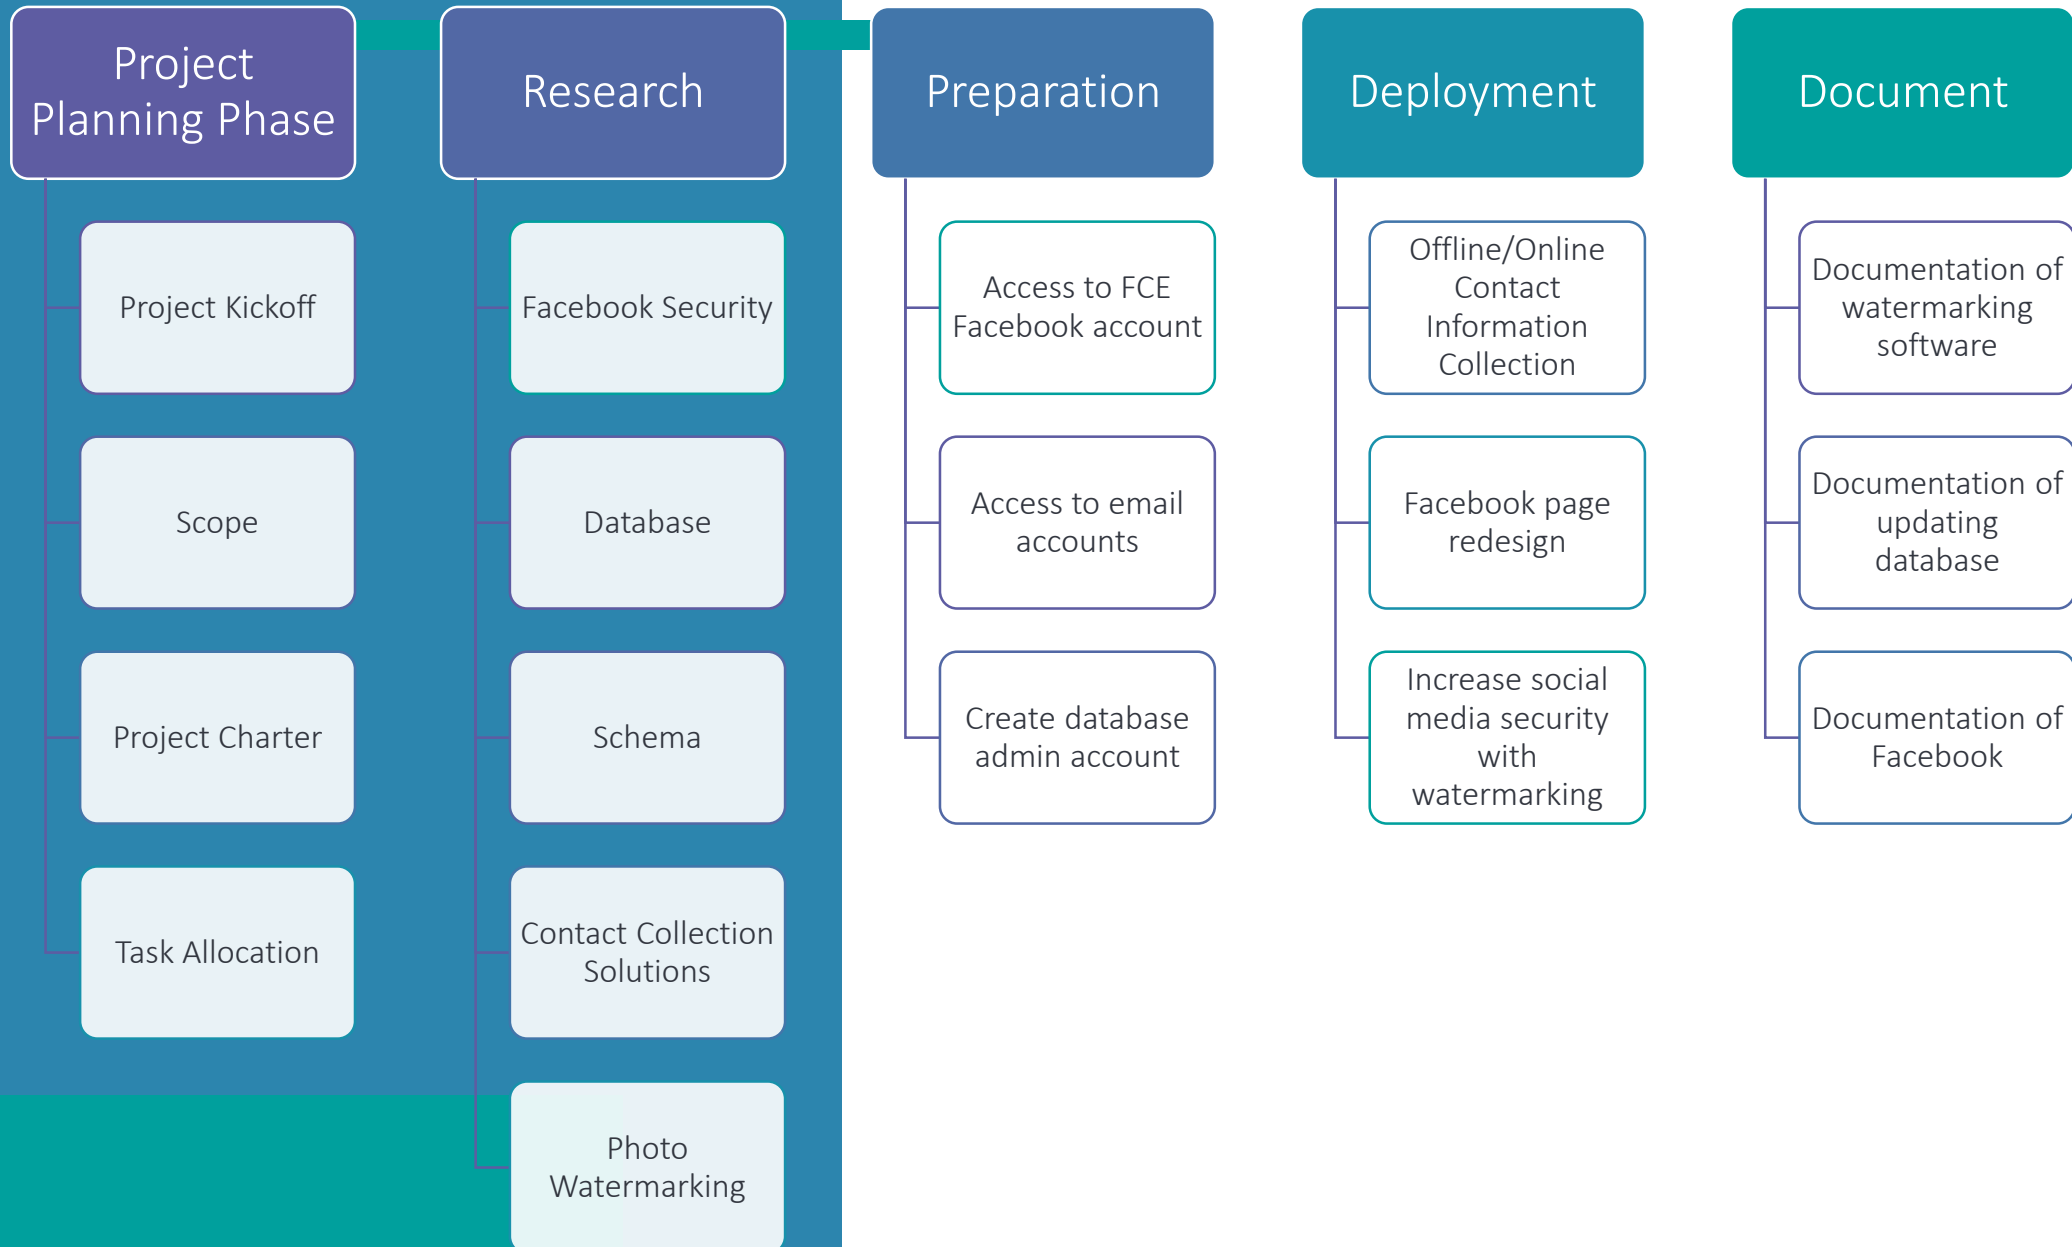 Project
Planning Phase
Project Kickoff
Scope
Project Charter
Task Allocation
Research
Facebook Security
Database
Schema
Contact Collection
Solutions
Photo
Watermarking
Preparation
Access to FCE
Facebook account
Access to email
accounts
Create database
admin account
Deployment
Offline/Online
Contact
Information
Collection
Facebook page
redesign
Increase social
media security
with
watermarking
Document
Documentation of
watermarking
software
Documentation of
updating
database
Documentation of
Facebook